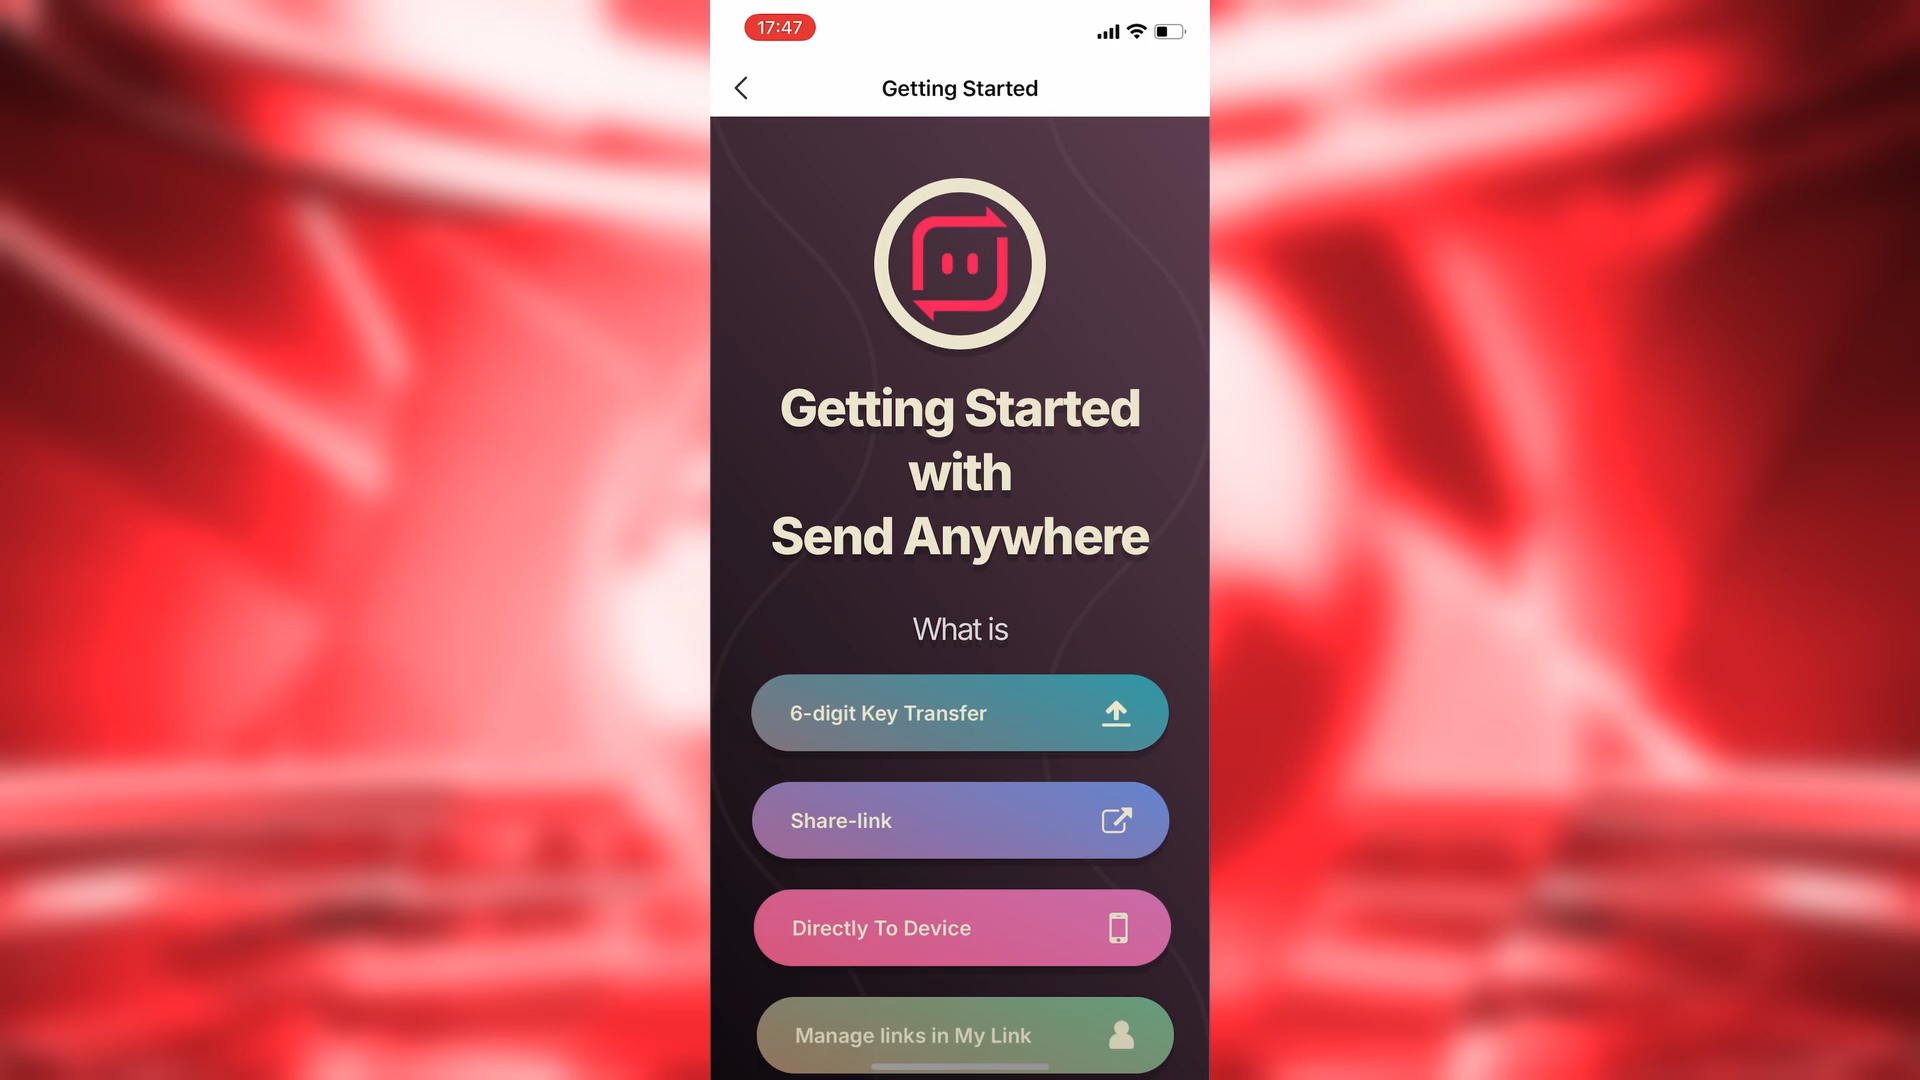 17:47
Getting Started
Getting Started
with
Send Anywhere
What is
6-digit Key Transfer
Share-link
Directly To Device
Manage links in My Link